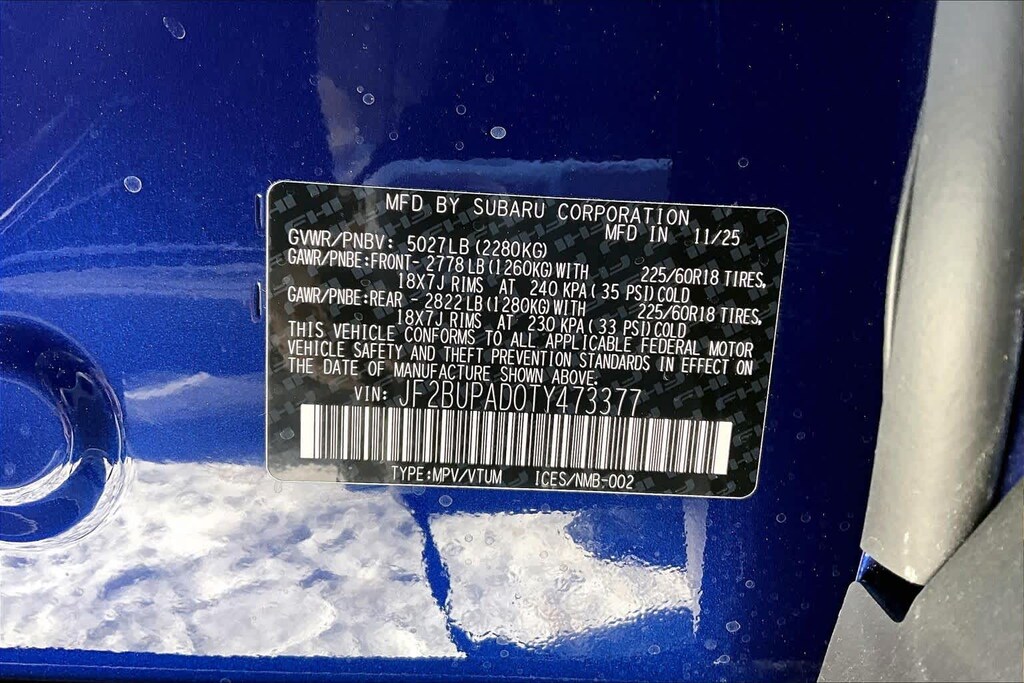 MFD BY SUBARU CORPORATION
MFD IN 11/25
GVWR/PNBV: 5027LB (2280KG)
GAWR/PNBE:FRONT- 2778 LB (1260KG) WITH 225/60R18 TIRES,
18X7J RIMS AT 240 KPA ( 35 PSI) COLD
GAWR/PNBE:REAR - 2822 LB (1280KG) WITH 225/60R18 TIRES,
18X7J RIMS AT 230 KPA ( 33 PSI) COLD
THIS VEHICLE CONFORMS TO ALL APPLICABLE FEDERAL MOTOR
VEHICLE SAFETY AND THEFT PREVENTION STANDARDS IN EFFECT ON
THE DATE OF MANUFACTURE SHOWN ABOVE.
VIN: JF2BUPAD0TY473377
TYPE:MPV/VTUM ICES/NMB-002